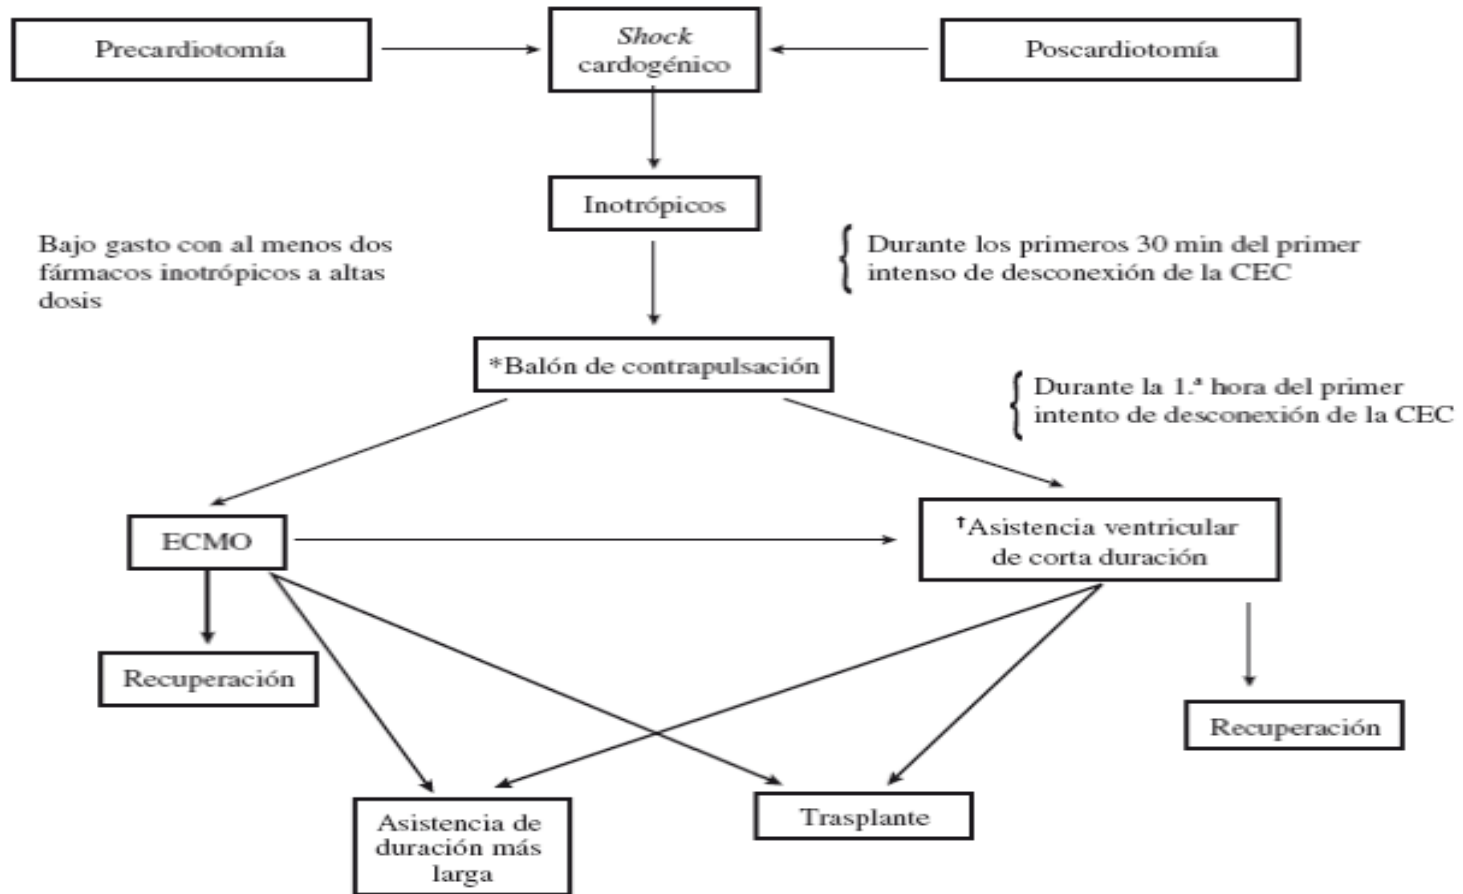 Precardiotomía
Shock
cardogénico
Poscardiotomía
Inotrópicos
Bajo gasto con al menos dos
fármacos inotrópicos a altas
dosis
Durante los primeros 30 min del primer
intenso de desconexión de la CEC
*Balón de contrapulsación
Durante la 1.ª hora del primer
intento de desconexión de la CEC
ECMO
†Asistencia ventricular
de corta duración
Recuperación
Recuperación
Asistencia de
duración más
larga
Trasplante